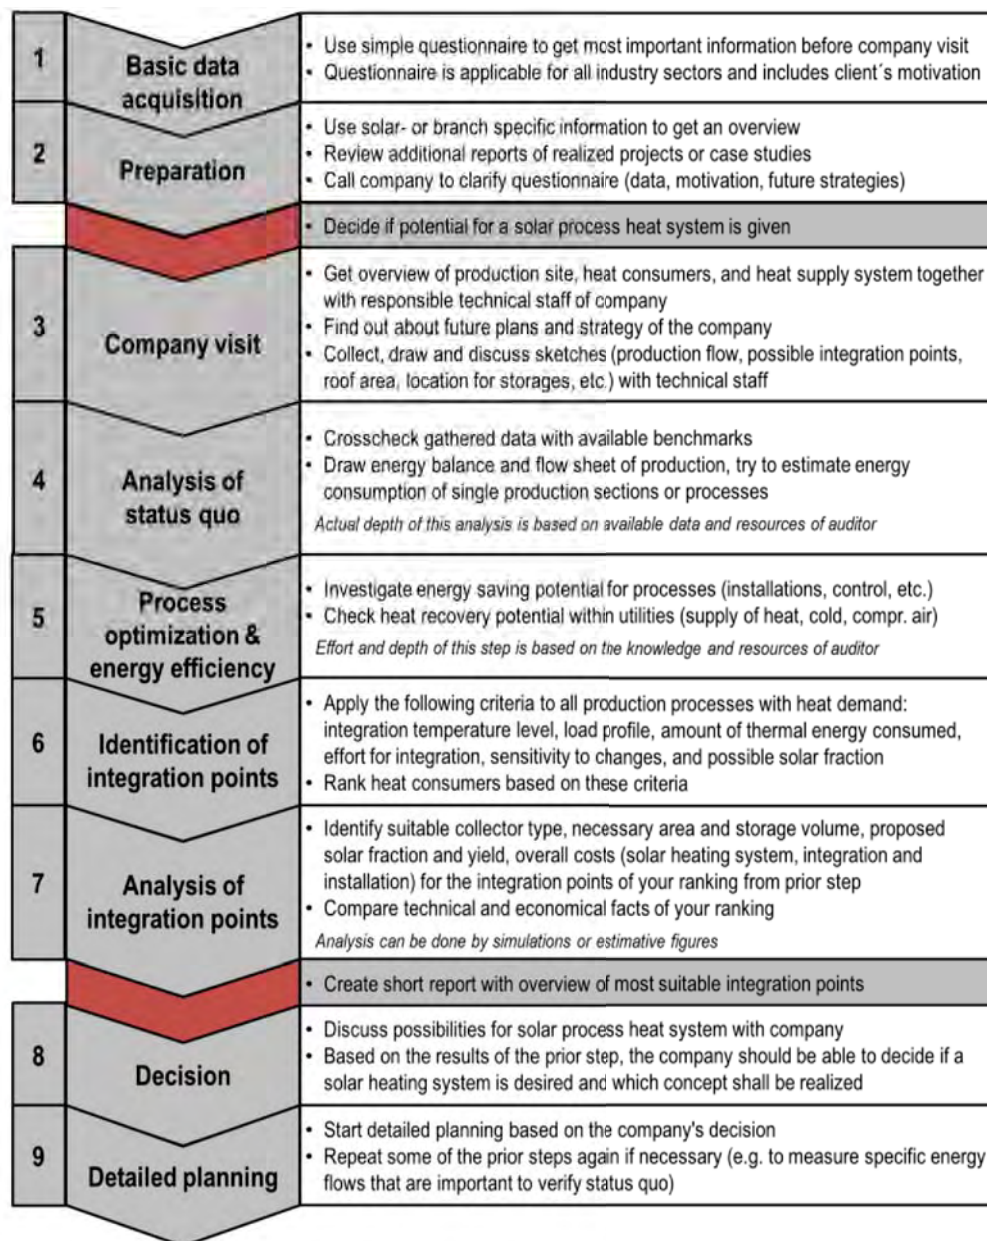 1
Basic data
acquisition
• Use simple questionnaire to get most important information before company visit
• Questionnaire is applicable for all industry sectors and includes client´s motivation
2
Preparation
• Use solar- or branch specific information to get an overview
• Review additional reports of realized projects or case studies
• Call company to clarify questionnaire (data, motivation, future strategies)
• Decide if potential for a solar process heat system is given
3
Company visit
• Get overview of production site, heat consumers, and heat supply system together
with responsible technical staff of company
• Find out about future plans and strategy of the company
• Collect, draw and discuss sketches (production flow, possible integration points,
roof area, location for storages, etc.) with technical staff
4
Analysis of
status quo
• Crosscheck gathered data with available benchmarks
• Draw energy balance and flow sheet of production, try to estimate energy
consumption of single production sections or processes
Actual depth of this analysis is based on available data and resources of auditor
5
Process
optimization &
energy efficiency
• Investigate energy saving potential for processes (installations, control, etc.)
• Check heat recovery potential within utilities (supply of heat, cold, compr. air)
Effort and depth of this step is based on the knowledge and resources of auditor
6
Identification of
integration points
• Apply the following criteria to all production processes with heat demand:
integration temperature level, load profile, amount of thermal energy consumed,
effort for integration, sensitivity to changes, and possible solar fraction
• Rank heat consumers based on these criteria
7
Analysis of
integration points
• Identify suitable collector type, necessary area and storage volume, proposed
solar fraction and yield, overall costs (solar heating system, integration and
installation) for the integration points of your ranking from prior step
• Compare technical and economical facts of your ranking
Analysis can be done by simulations or estimative figures
• Create short report with overview of most suitable integration points
8
Decision
• Discuss possibilities for solar process heat system with company
• Based on the results of the prior step, the company should be able to decide if a
solar heating system is desired and which concept shall be realized
9
Detailed planning
• Start detailed planning based on the company's decision
• Repeat some of the prior steps again if necessary (e.g. to measure specific energy
flows that are important to verify status quo)